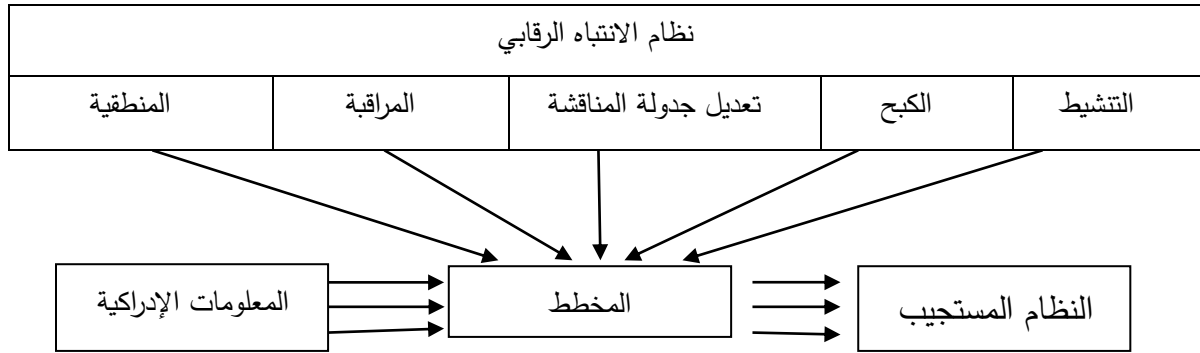 نظام الانتباه الرقابي
التنشيط
الكبح
تعديل جدولة المناقشة
المراقبة
المنطقية
النظام المستجيب
المخطط
المعلومات الإدراكية